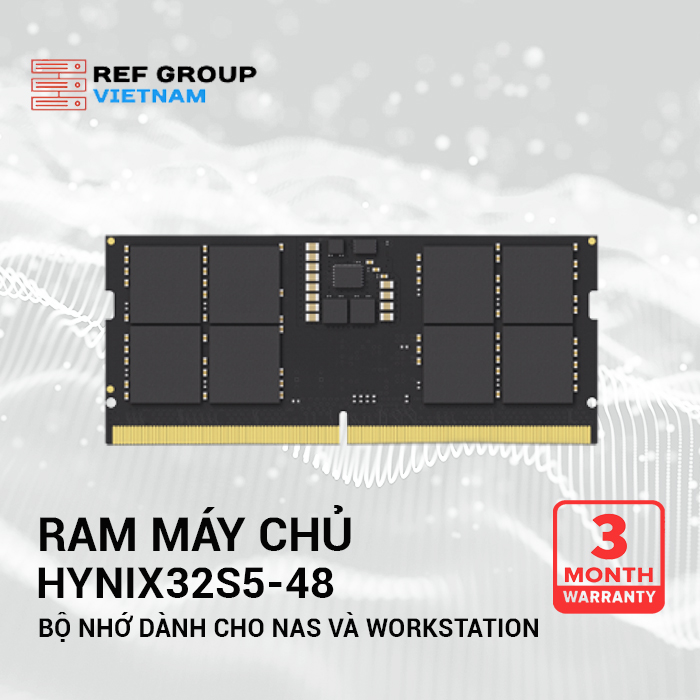 REF GROUP
VIETNAM
RAM MÁY CHỦ
HYNIX32S5-48
BỘ NHỚ DÀNH CHO NAS VÀ WORKSTATION
3
MONTH
WARRANTY